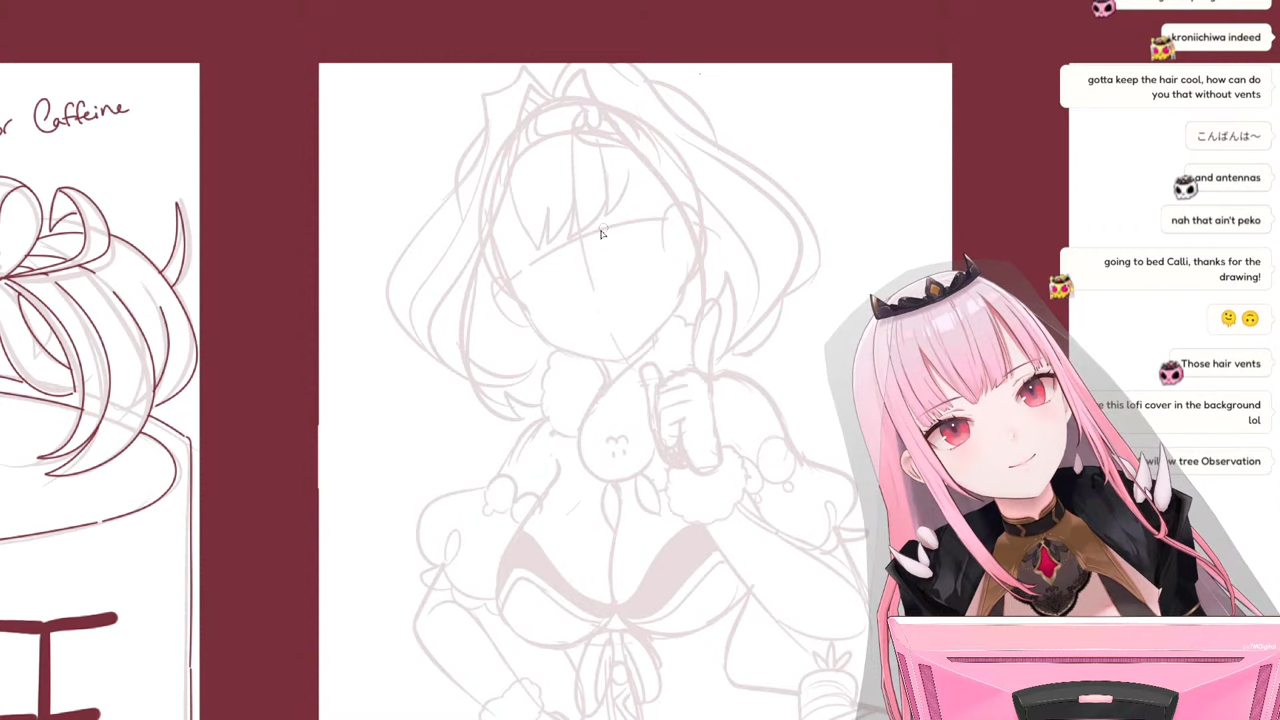 Caffeine
kroniichiwa indeed
gotta keep the hair cool, how can do
you that without vents
こんばんは～
and antennas
nah that ain't peko
going to bed Calli, thanks for the
drawing!
Those hair vents
this lofi cover in the background
lol
tree Observation